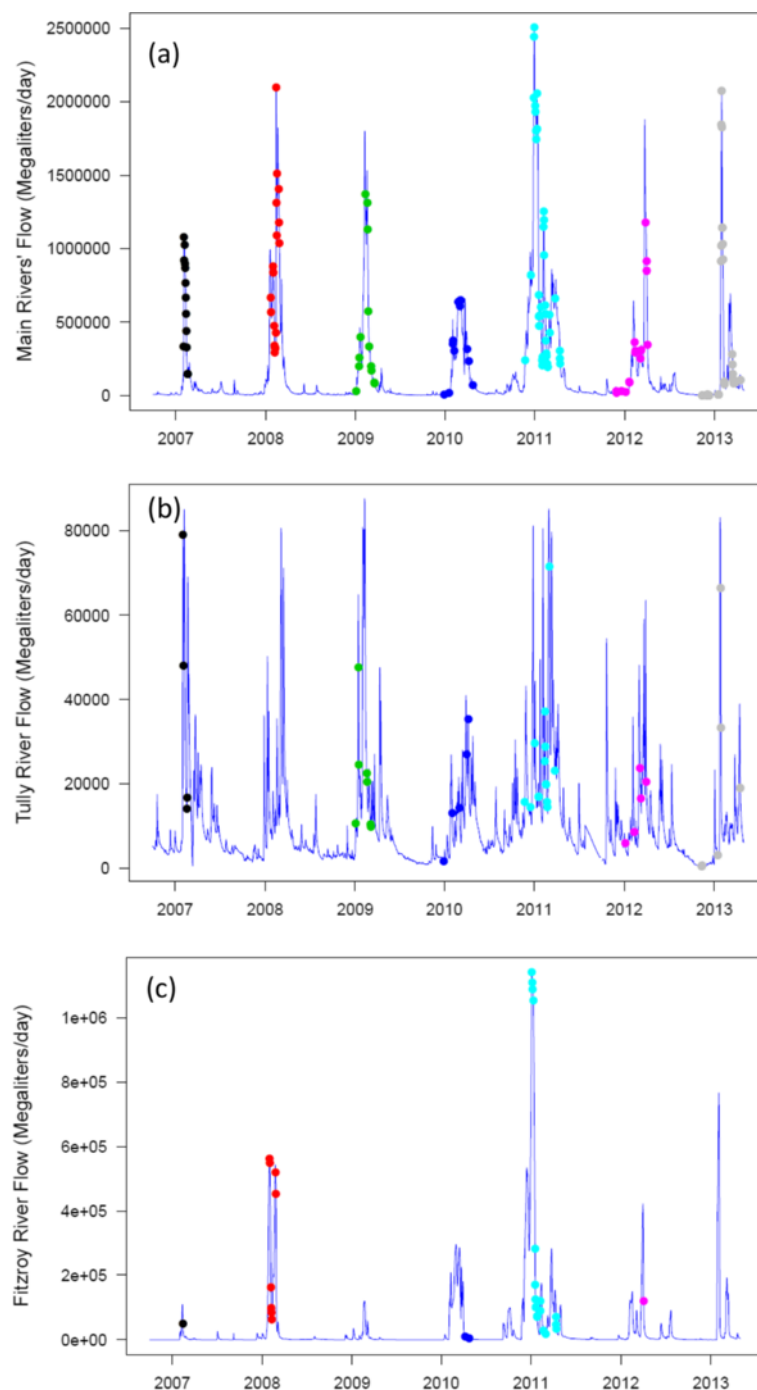 (a)
Main Rivers' Flow (Megaliters/day)
2500000
2000000
1500000
1000000
500000
0
2007 2008 2009 2010 2011 2012 2013
(b)
Tully River Flow (Megaliters/day)
80000
60000
40000
20000
0
2007 2008 2009 2010 2011 2012 2013
(c)
Fitzroy River Flow (Megaliters/day)
1e+06
8e+05
6e+05
4e+05
2e+05
0e+00
2007 2008 2009 2010 2011 2012 2013